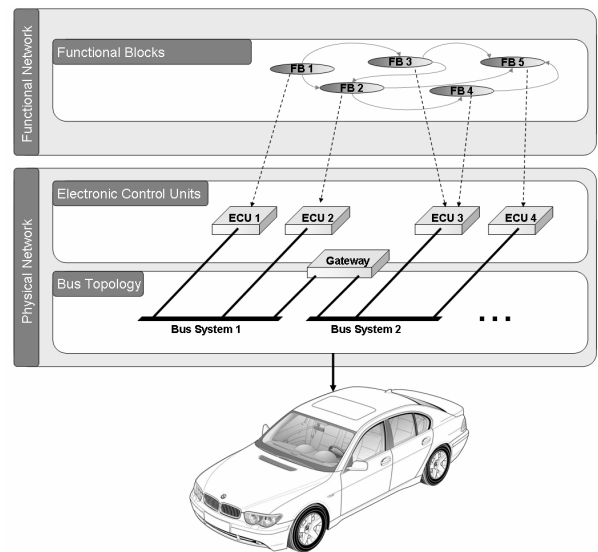 Functional Network
Functional Blocks
FB 1
FB 3
FB 5
FB 2
FB 4
Physical Network
Electronic Control Units
ECU 1
ECU 2
ECU 3
ECU 4
Gateway
Bus Topology
Bus System 1
Bus System 2
...